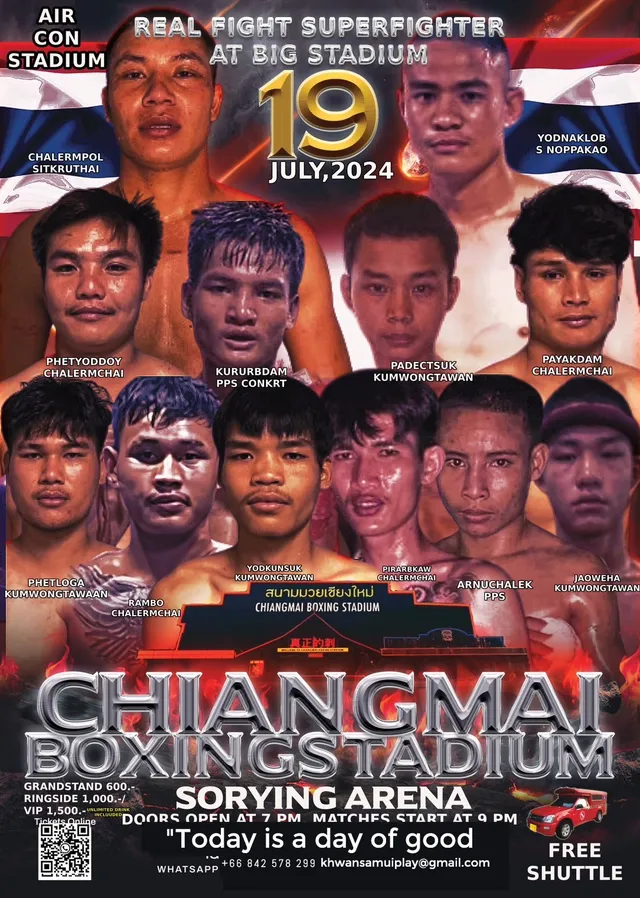 AIR
CON
STADIUM
REAL FIGHT SUPERFIGHTER
AT BIG STADIUM
19
JULY,2024
CHALERMPOL
SITKRUTHAI
YODNAKLOB
S NOPPAKAO
PHETYODDOY
CHALERMCHAI
KURURBDAM
PPS CONKRT
PADECTSUK
KUMWONGTAWAN
PAYAKDAM
CHALERMCHAI
PHETLOGA
KUMWONGTAWAAN
RAMBO
CHALERMCHAI
YODKUNSUK
KUMWONGTAWAN
PIRARBKAW
CHALERMCHAI
ARNUCHALEK
PPS
JAOWEHA
KUMWONGTAWAN
สนามมวยเชียงใหม่
CHIANGMAI BOXING STADIUM
CHIANGMAI
BOXINGSTADIUM
GRANDSTAND 600.-
RINGSIDE 1,000.-/
VIP 1,500.-
UNLIMITED DRINK
Tickets Online
SORYING ARENA
DOORS OPEN AT 7 PM, MATCHES START AT 9 PM
"Today is a day of good
WHATSAPP +66 842 578 299 khwansamuiplay@gmail.com
FREE
SHUTTLE